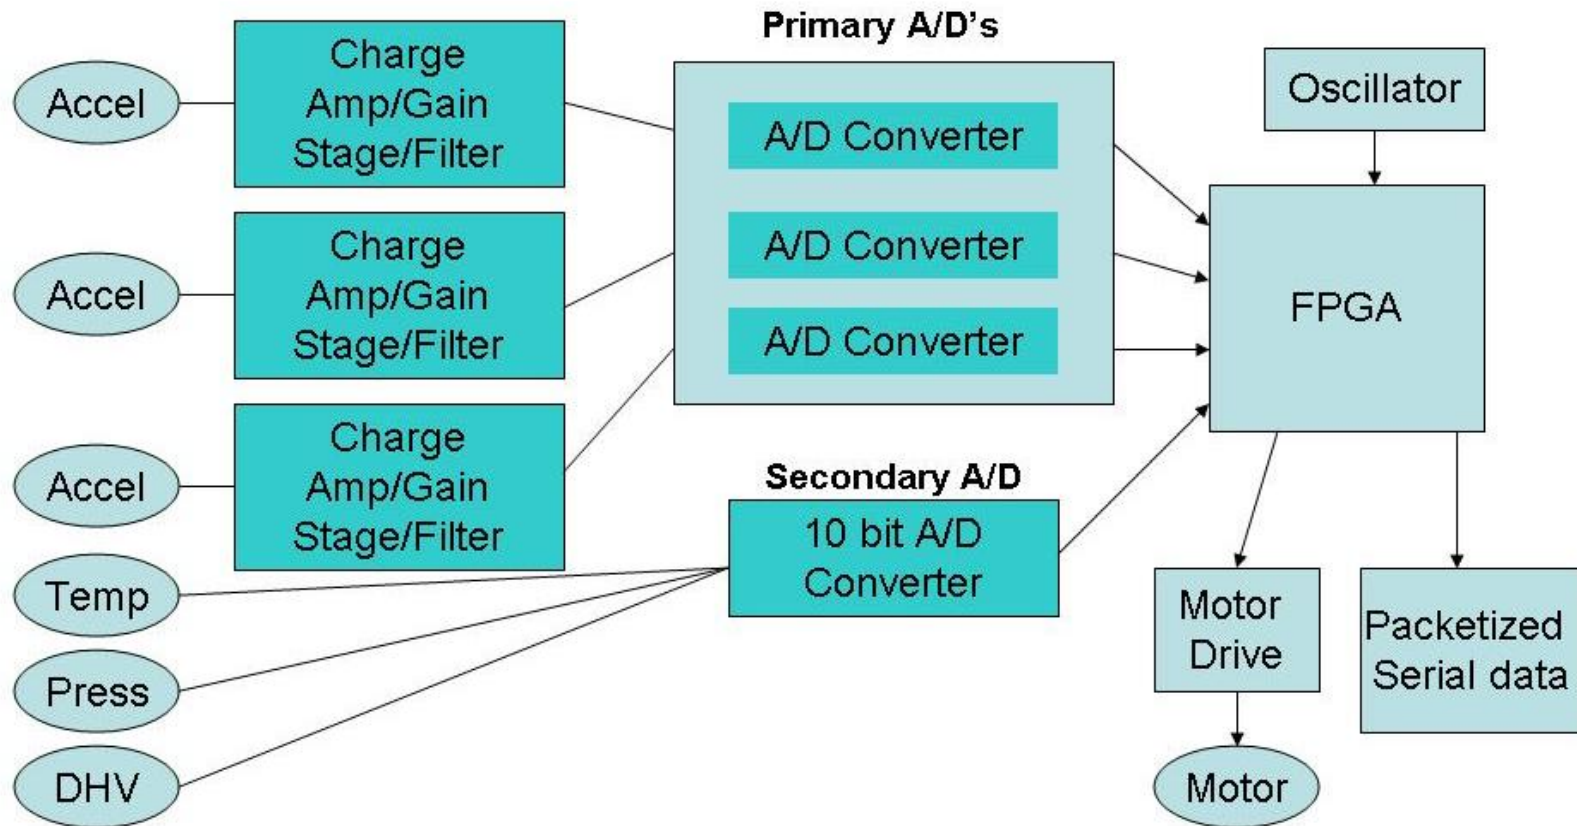 Primary A/D's
Accel
Charge
Amp/Gain
Stage/Filter
A/D Converter
Oscillator
Accel
Charge
Amp/Gain
Stage/Filter
A/D Converter
A/D Converter
FPGA
Accel
Charge
Amp/Gain
Stage/Filter
Secondary A/D
10 bit A/D
Converter
Temp
Press
DHV
Motor
Drive
Packetized
Serial data
Motor